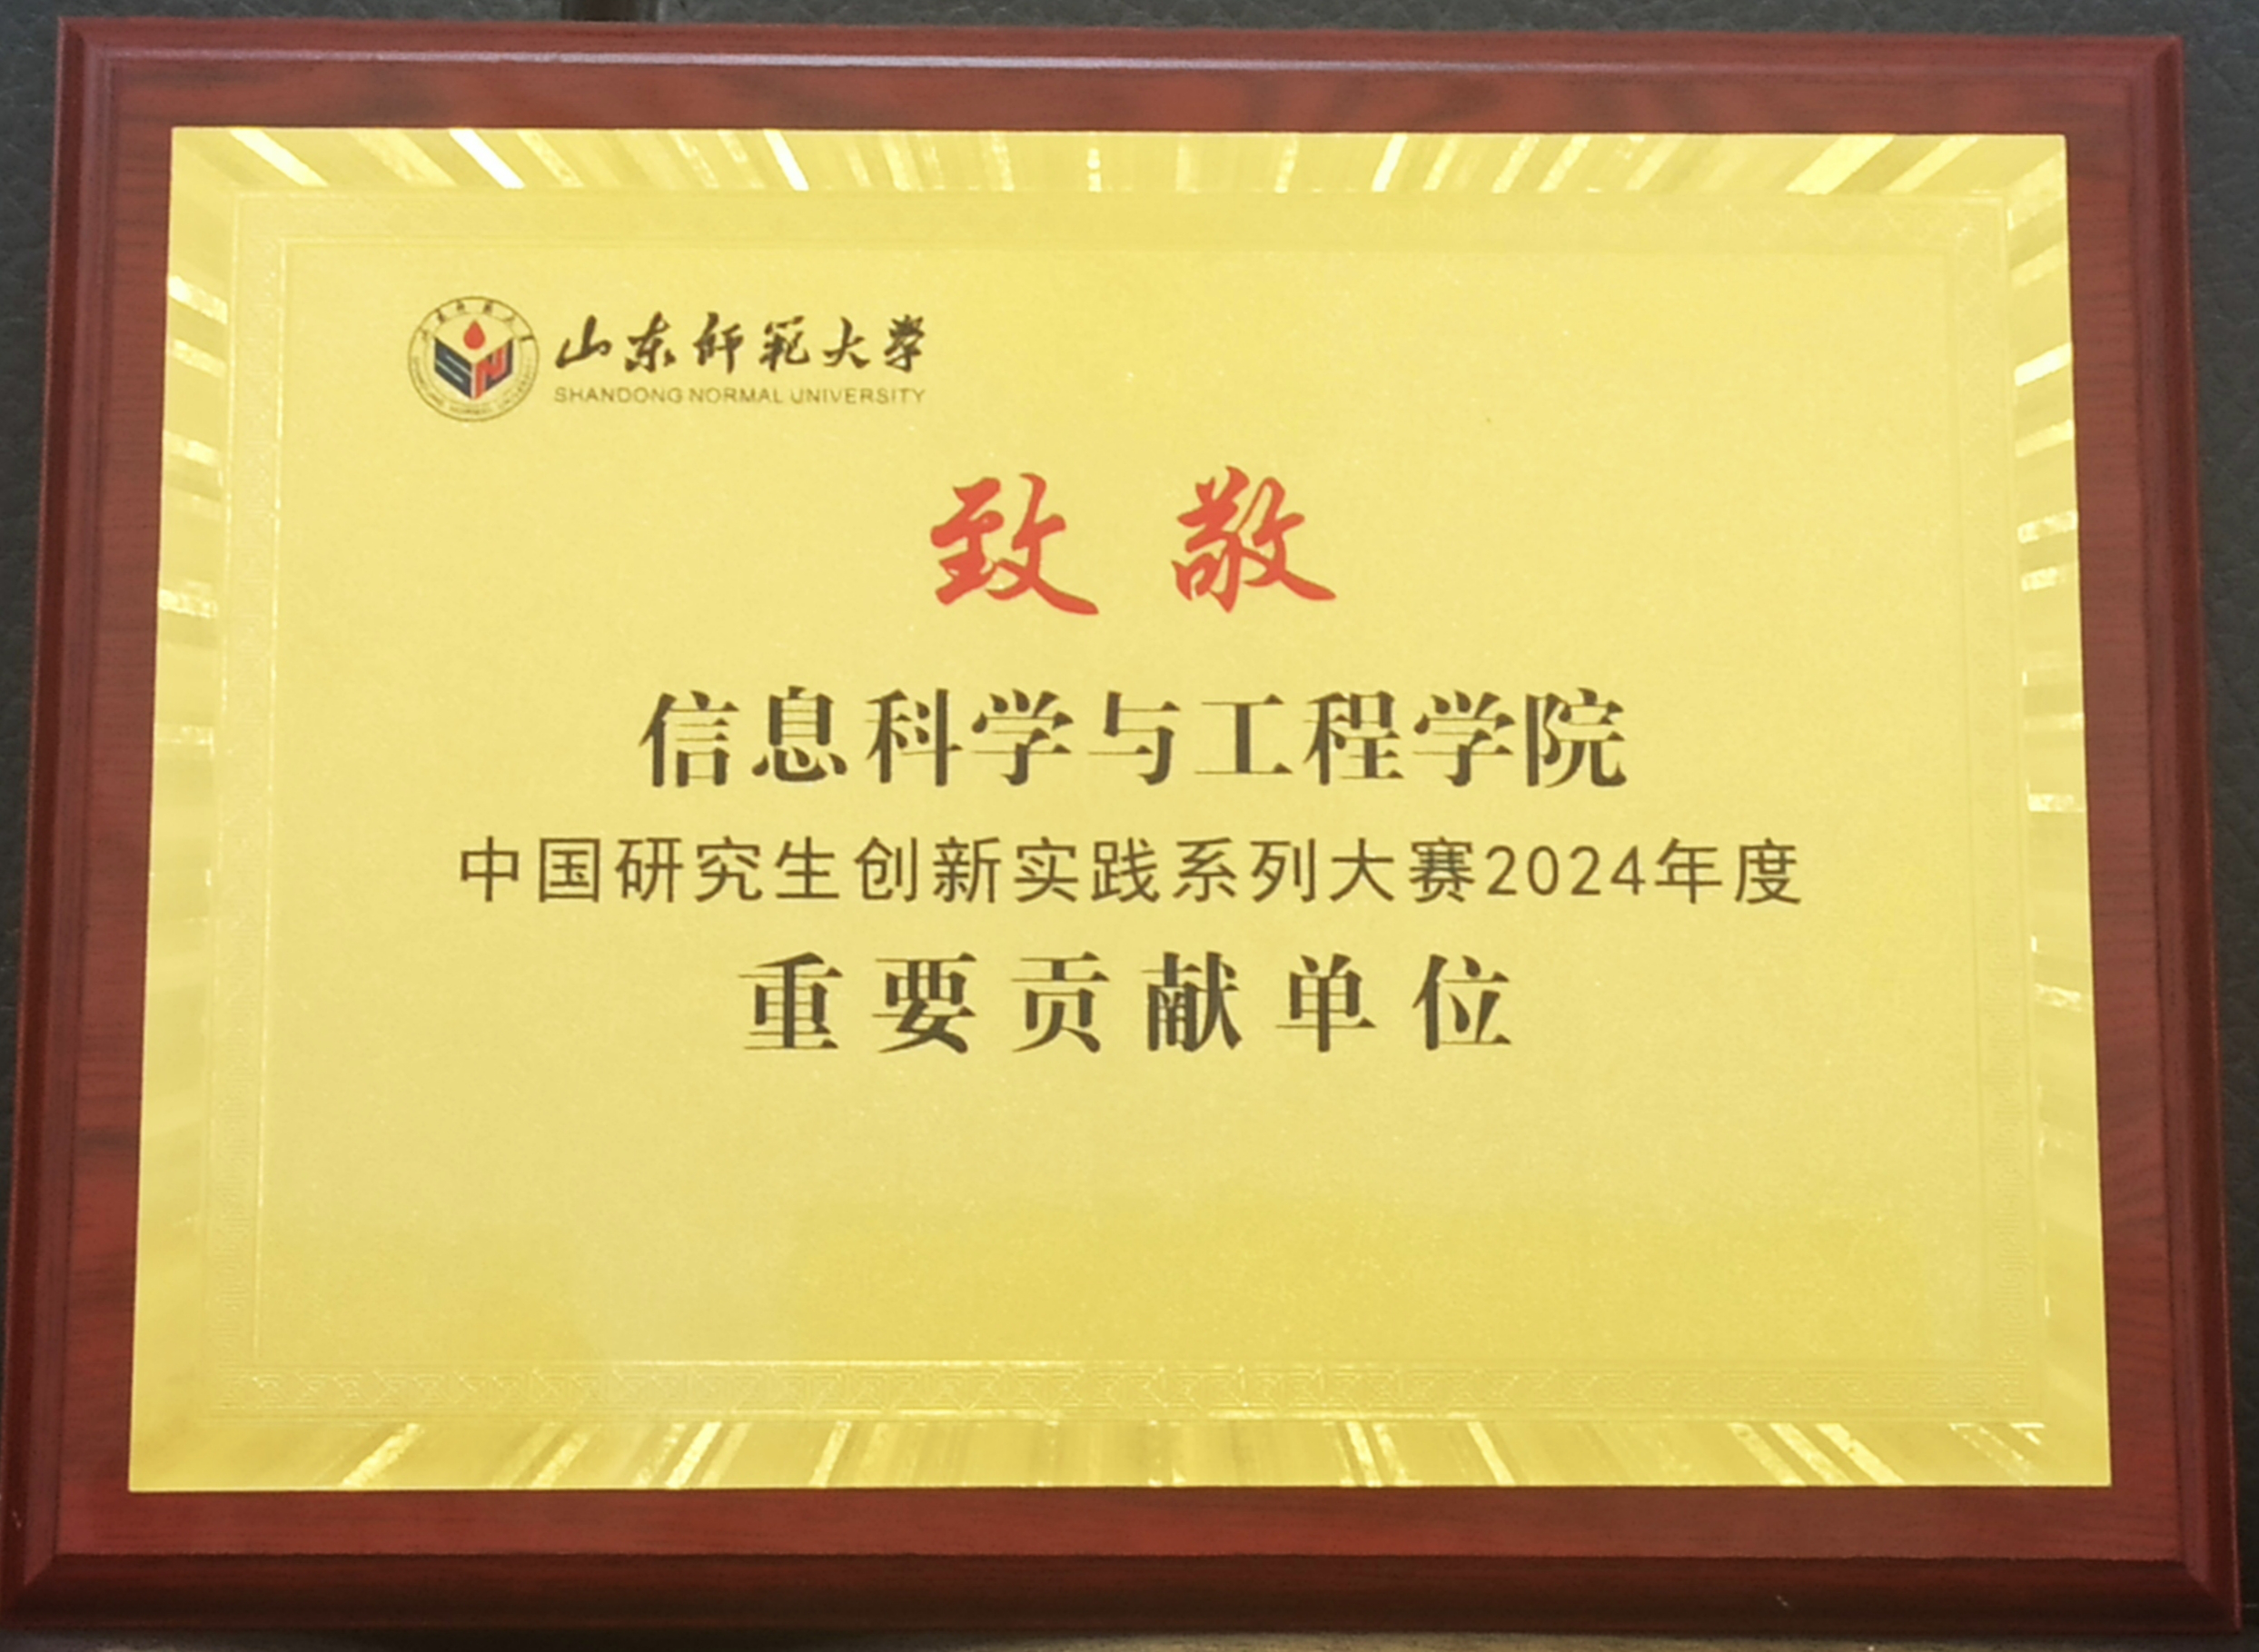 山东师范大学
SHANDONG NORMAL UNIVERSITY
致敬
信息科学与工程学院
中国研究生创新实践系列大赛2024年度
重要贡献单位